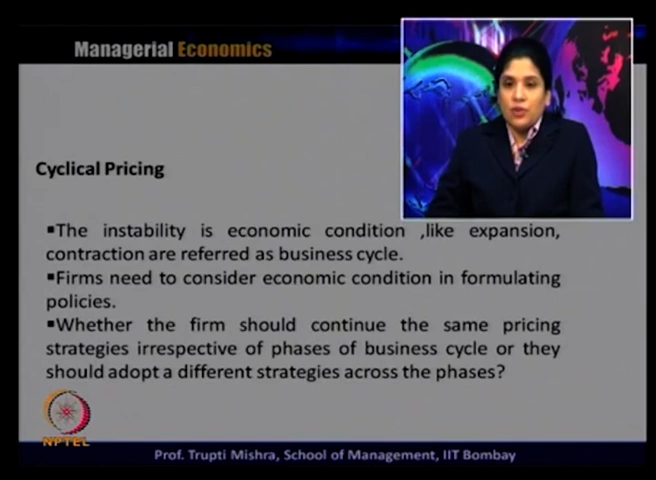 Managerial Economics
Cyclical Pricing
▪The instability is economic condition ,like expansion,
contraction are referred as business cycle.
▪Firms need to consider economic condition in formulating
policies.
▪Whether the firm should continue the same pricing
strategies irrespective of phases of business cycle or they
should adopt a different strategies across the phases?
NPTEL
Prof. Trupti Mishra, School of Management, IIT Bombay